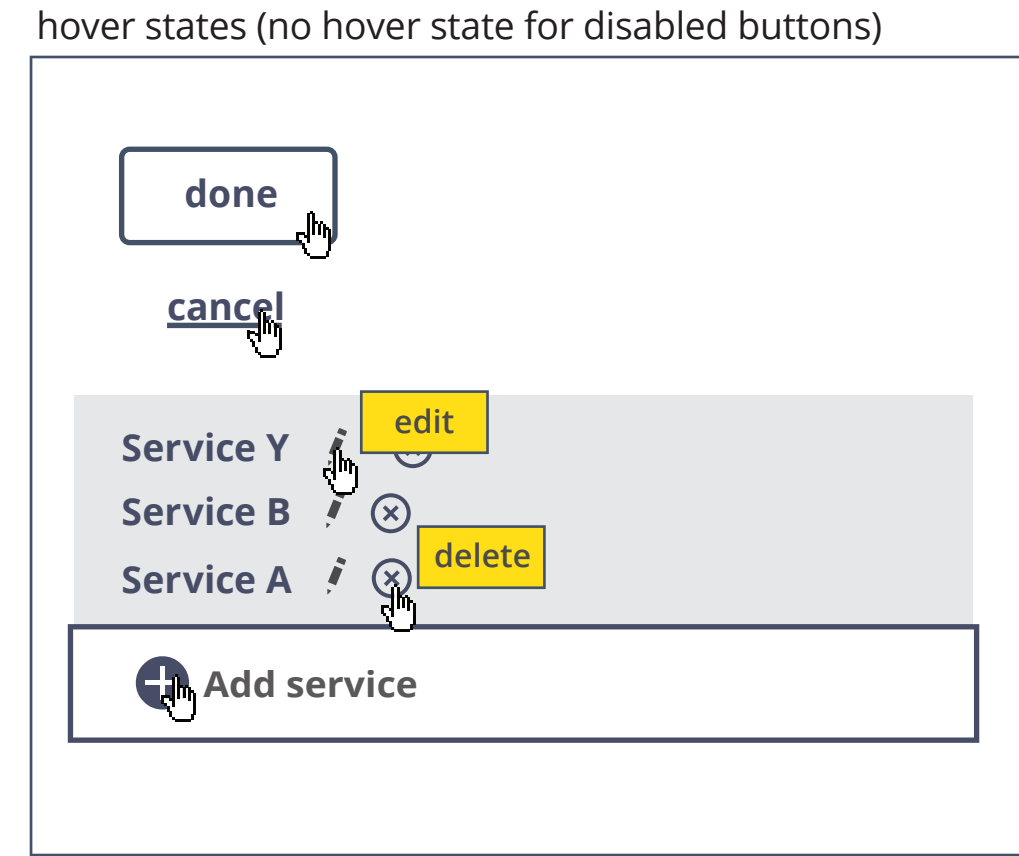 hover states (no hover state for disabled buttons)
done
cancel
edit
Service Y
Service B
delete
Service A
Add service